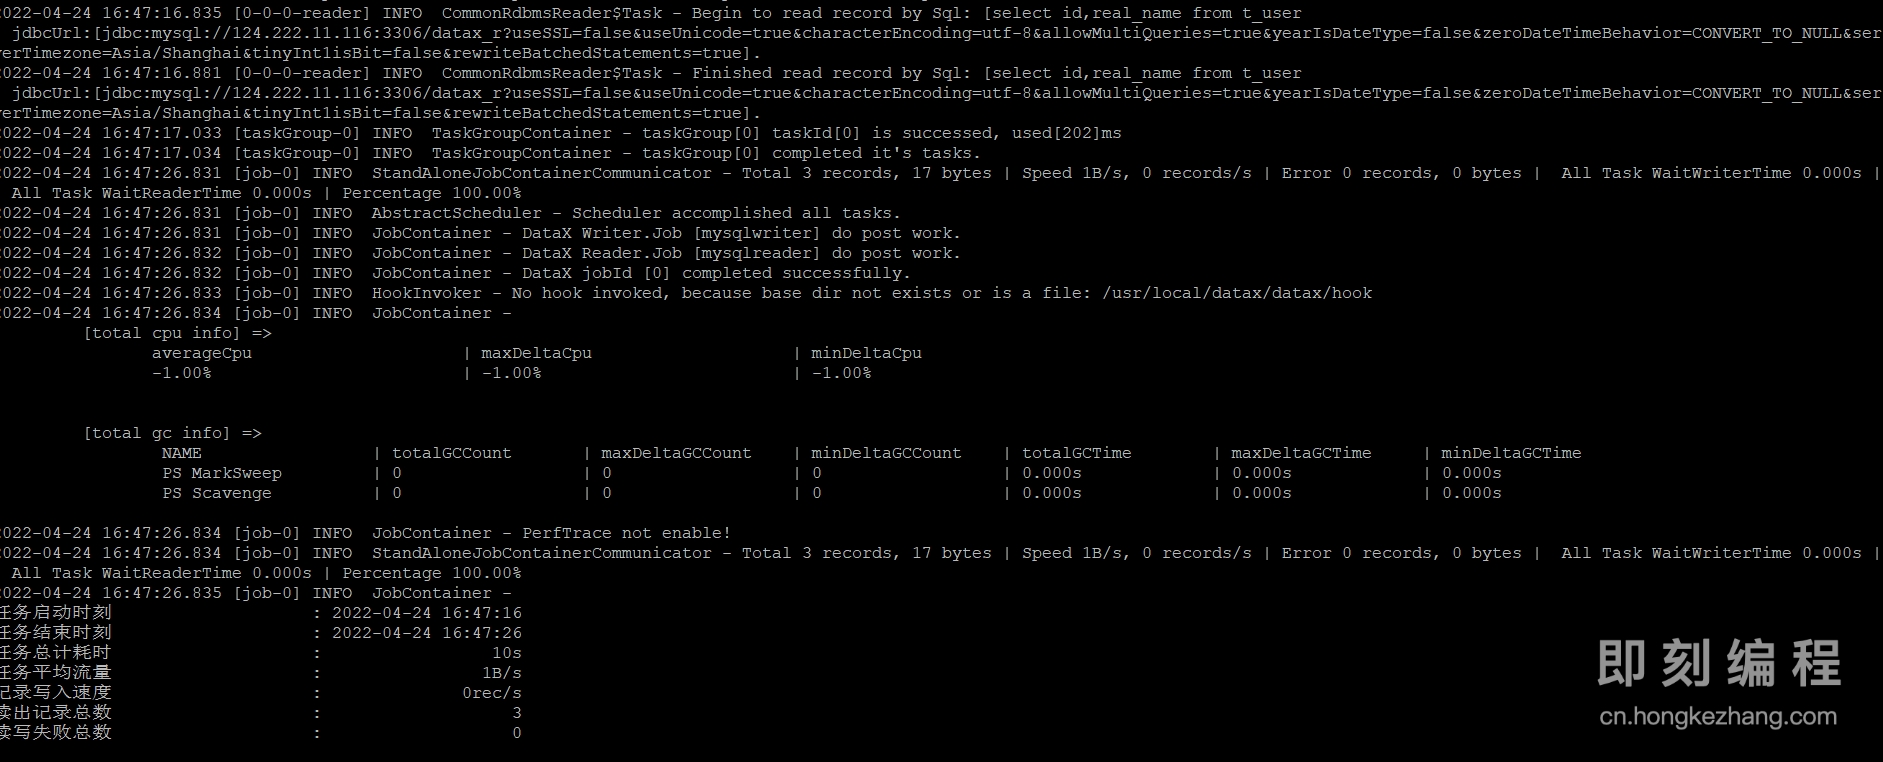 022-04-24 16:47:16.835 [0-0-0-reader] INFO  CommonRdbmsReader$Task - Begin to read record by Sql: [select id,real_name from t_user
jdbcUrl:[jdbc:mysql://124.222.11.116:3306/datax_r?useSSL=false&useUnicode=true&characterEncoding=utf-8&allowMultiQueries=true&yearIsDateType=false&zeroDateTimeBehavior=CONVERT_TO_NULL&ser
verTimezone=Asia/Shanghai&tinyInt1isBit=false&rewriteBatchedStatements=true].
022-04-24 16:47:16.881 [0-0-0-reader] INFO  CommonRdbmsReader$Task - Finished read record by Sql: [select id,real_name from t_user
jdbcUrl:[jdbc:mysql://124.222.11.116:3306/datax_r?useSSL=false&useUnicode=true&characterEncoding=utf-8&allowMultiQueries=true&yearIsDateType=false&zeroDateTimeBehavior=CONVERT_TO_NULL&ser
verTimezone=Asia/Shanghai&tinyInt1isBit=false&rewriteBatchedStatements=true].
022-04-24 16:47:17.033 [taskGroup-0] INFO  TaskGroupContainer - taskGroup[0] taskId[0] is successed, used[202]ms
022-04-24 16:47:17.034 [taskGroup-0] INFO  TaskGroupContainer - taskGroup[0] completed it's tasks.
022-04-24 16:47:26.831 [job-0] INFO  StandAloneJobContainerCommunicator - Total 3 records, 17 bytes | Speed 1B/s, 0 records/s | Error 0 records, 0 bytes |  All Task WaitWriterTime 0.000s |
All Task WaitReaderTime 0.000s | Percentage 100.00%
022-04-24 16:47:26.831 [job-0] INFO  AbstractScheduler - Scheduler accomplished all tasks.
022-04-24 16:47:26.831 [job-0] INFO  JobContainer - DataX Writer.Job [mysqlwriter] do post work.
022-04-24 16:47:26.832 [job-0] INFO  JobContainer - DataX Reader.Job [mysqlreader] do post work.
022-04-24 16:47:26.832 [job-0] INFO  JobContainer - DataX jobId [0] completed successfully.
022-04-24 16:47:26.833 [job-0] INFO  HookInvoker - No hook invoked, because base dir not exists or is a file: /usr/local/datax/datax/hook
022-04-24 16:47:26.834 [job-0] INFO  JobContainer -
[total cpu info] =>
averageCpu | maxDeltaCpu | minDeltaCpu
-1.00% | -1.00% | -1.00%
[total gc info] =>
NAME | totalGCCount | maxDeltaGCCount | minDeltaGCCount | totalGCTime | maxDeltaGCTime | minDeltaGCTime
PS MarkSweep | 0 | 0 | 0 | 0.000s | 0.000s | 0.000s
PS Scavenge | 0 | 0 | 0 | 0.000s | 0.000s | 0.000s
022-04-24 16:47:26.834 [job-0] INFO  JobContainer - PerfTrace not enable!
022-04-24 16:47:26.834 [job-0] INFO  StandAloneJobContainerCommunicator - Total 3 records, 17 bytes | Speed 1B/s, 0 records/s | Error 0 records, 0 bytes |  All Task WaitWriterTime 0.000s |
All Task WaitReaderTime 0.000s | Percentage 100.00%
022-04-24 16:47:26.835 [job-0] INFO  JobContainer -
任务启动时刻 : 2022-04-24 16:47:16
任务结束时刻 : 2022-04-24 16:47:26
任务总计耗时 : 10s
任务平均流量 : 1B/s
记录写入速度 : 0rec/s
读出记录总数 : 3
读写失败总数 : 0
即刻编程
cn.hongkezhang.com